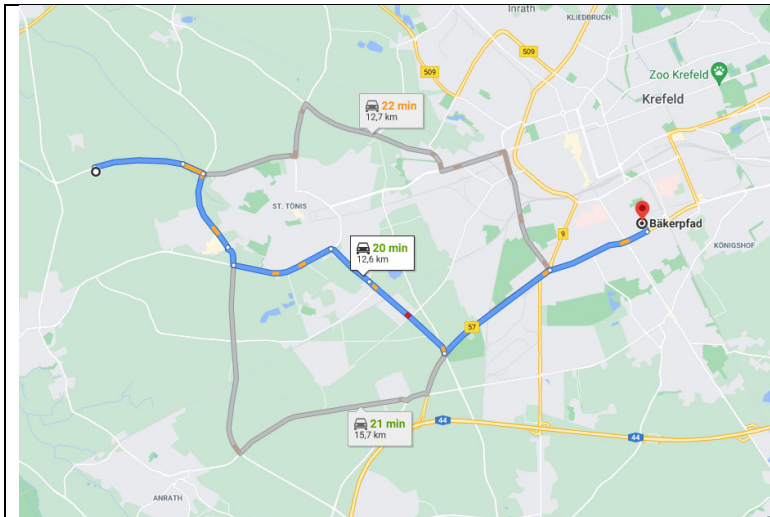 Inrath
KLIEDBRUCH
509
509
509
Zoo Krefeld
Krefeld
22 min
12,7 km
ST. TÖNIS
Bäkerpfad
9
KÖNIGSHOF
20 min
12,6 km
57
21 min
15,7 km
44
44
ANRATH